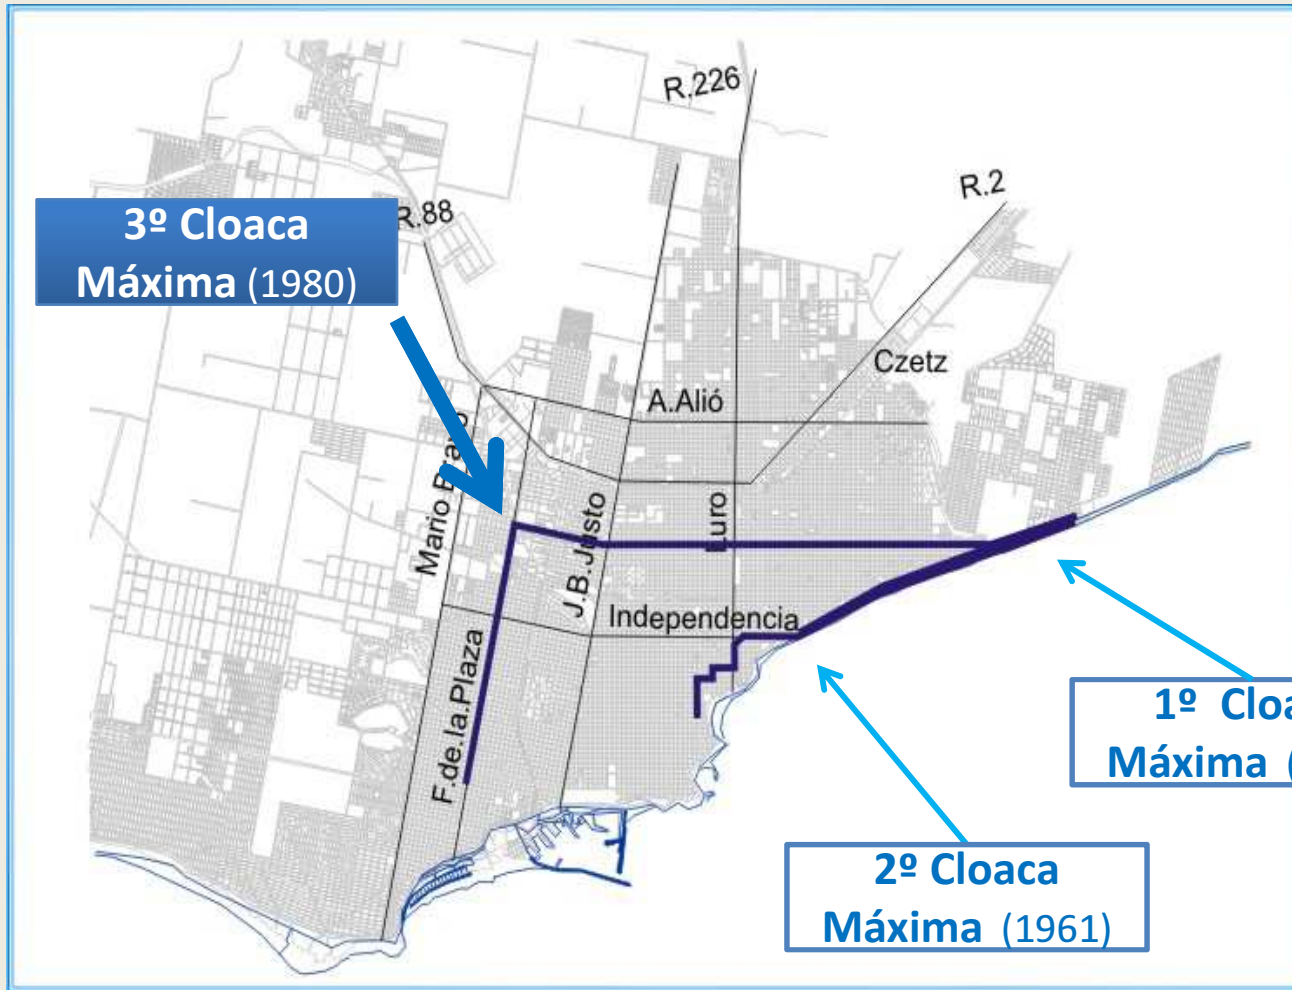 R.226
R.2
3º Cloaca
Máxima (1980)
R.88
Czetz
A.Alió
Mario Bravo
J.B.Justo
Luro
Independencia
F.de.la.Plaza
1º
Máxima (
2º Cloaca
Máxima (1961)